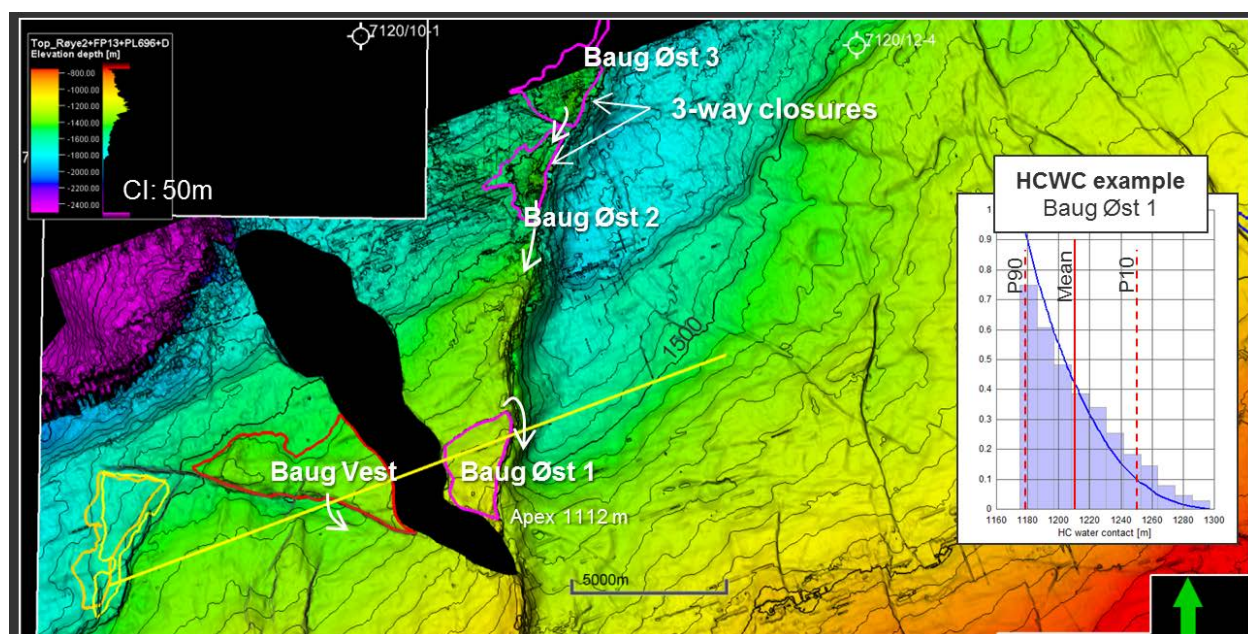 Top_Røye2+FP13+PL696+D
Elevation depth [m]
-800.00
-1000.00
-1200.00
-1400.00
-1600.00
-1800.00
-2000.00
-2200.00
-2400.00
CI: 50m
7120/10-1
7120/12-4
Baug Øst 3
3-way closures
Baug Øst 2
1500
Baug Vest
Baug Øst 1
Apex 1112 m
5000m
HCWC example
Baug Øst 1
P90
Mean
P10
0.9
0.8
0.7
0.6
0.5
0.4
0.3
0.2
0.1
0
1160 1180 1200 1220 1240 1260 1280 1300
HC water contact [m]